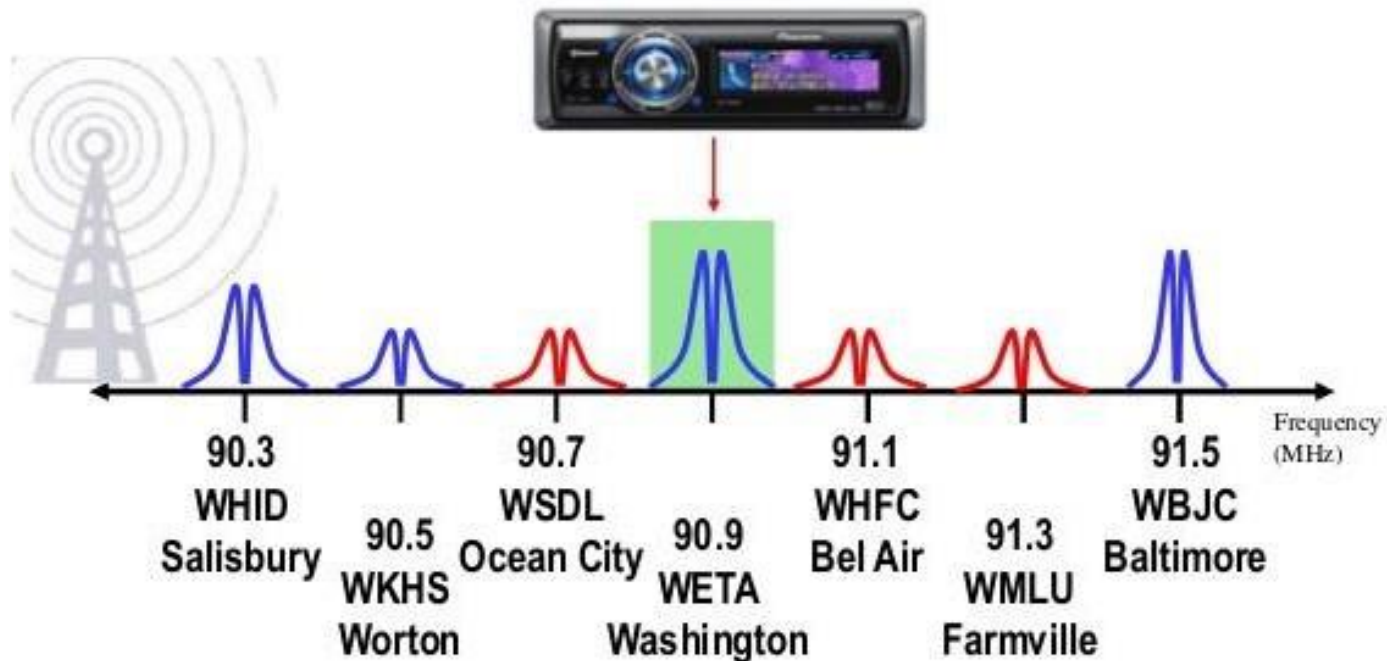 Frequency
(MHz)
90.3
WHID
Salisbury
90.5
WKHS
Worton
90.7
WSDL
Ocean City
90.9
WETA
Washington
91.1
WHFC
Bel Air
91.3
WMLU
Farmville
91.5
WBJC
Baltimore